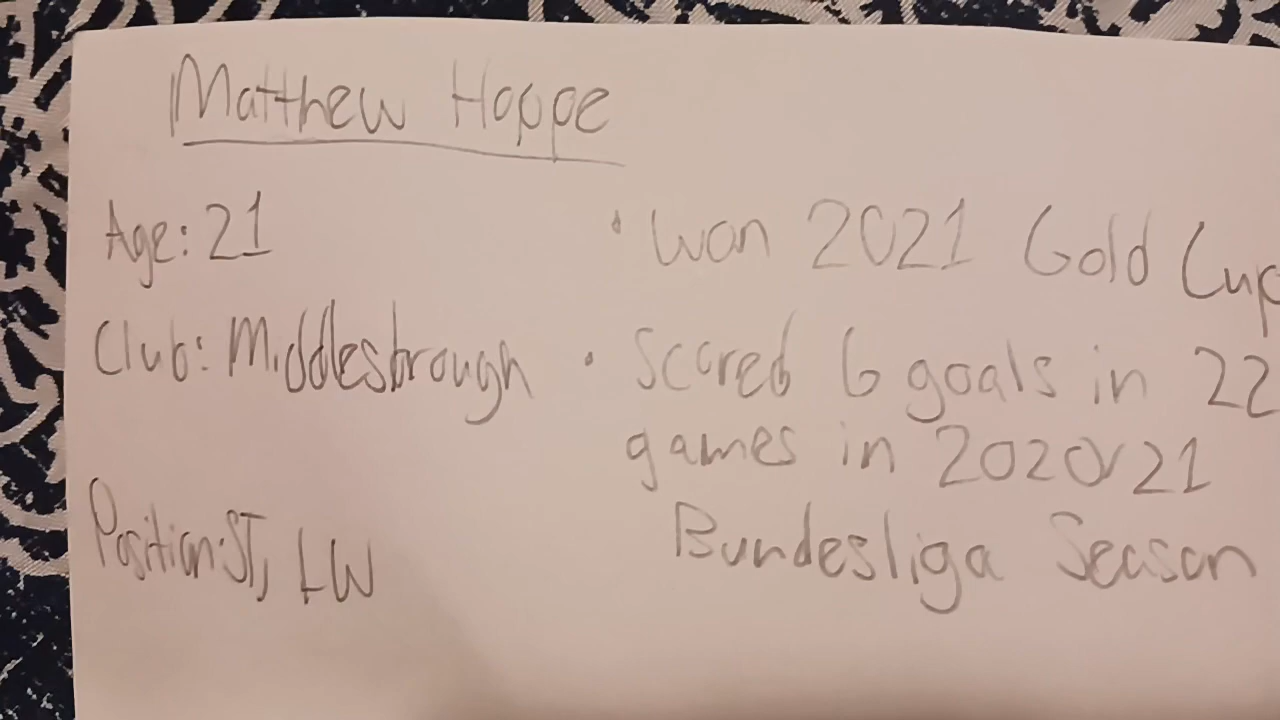 Matthew Hoppe
Age: 21
Club: Middlesbrough
Position: ST, LW
• Won 2021 Gold Cup
• Scored 6 goals in 22
games in 2020/21
Bundesliga Season